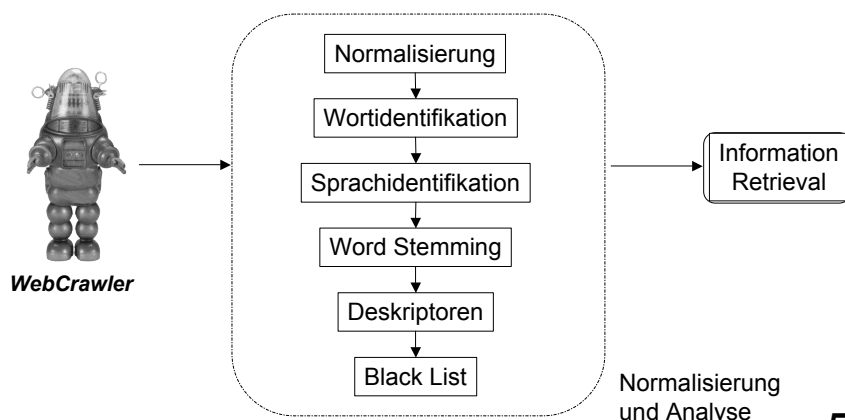 Normalisierung
Wortidentifikation
Sprachidentifikation
Word Stemming
Deskriptoren
Black List
WebCrawler
Information
Retrieval
Normalisierung
und Analyse